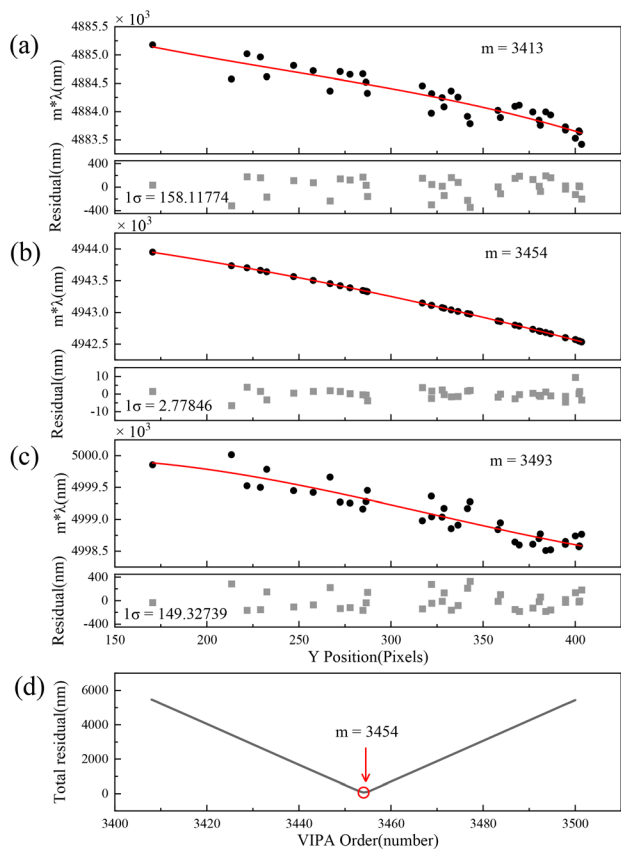 × 10³
(a)
4885.5
4885.0
4884.5
4884.0
4883.5
m*λ(nm)
m = 3413
400
0
-400
Residual(nm)
1σ = 158.11774
× 10³
(b)
4944.0
4943.5
4943.0
4942.5
m*λ(nm)
m = 3454
10
0
-10
Residual(nm)
1σ = 2.77846
× 10³
(c)
5000.0
4999.5
4999.0
4998.5
m*λ(nm)
m = 3493
400
0
-400
Residual(nm)
1σ = 149.32739
150 200 250 300 350 400
Y Position(Pixels)
(d)
6000
4000
2000
0
Total residual(nm)
m = 3454
3400 3420 3440 3460 3480 3500
VIPA Order(number)